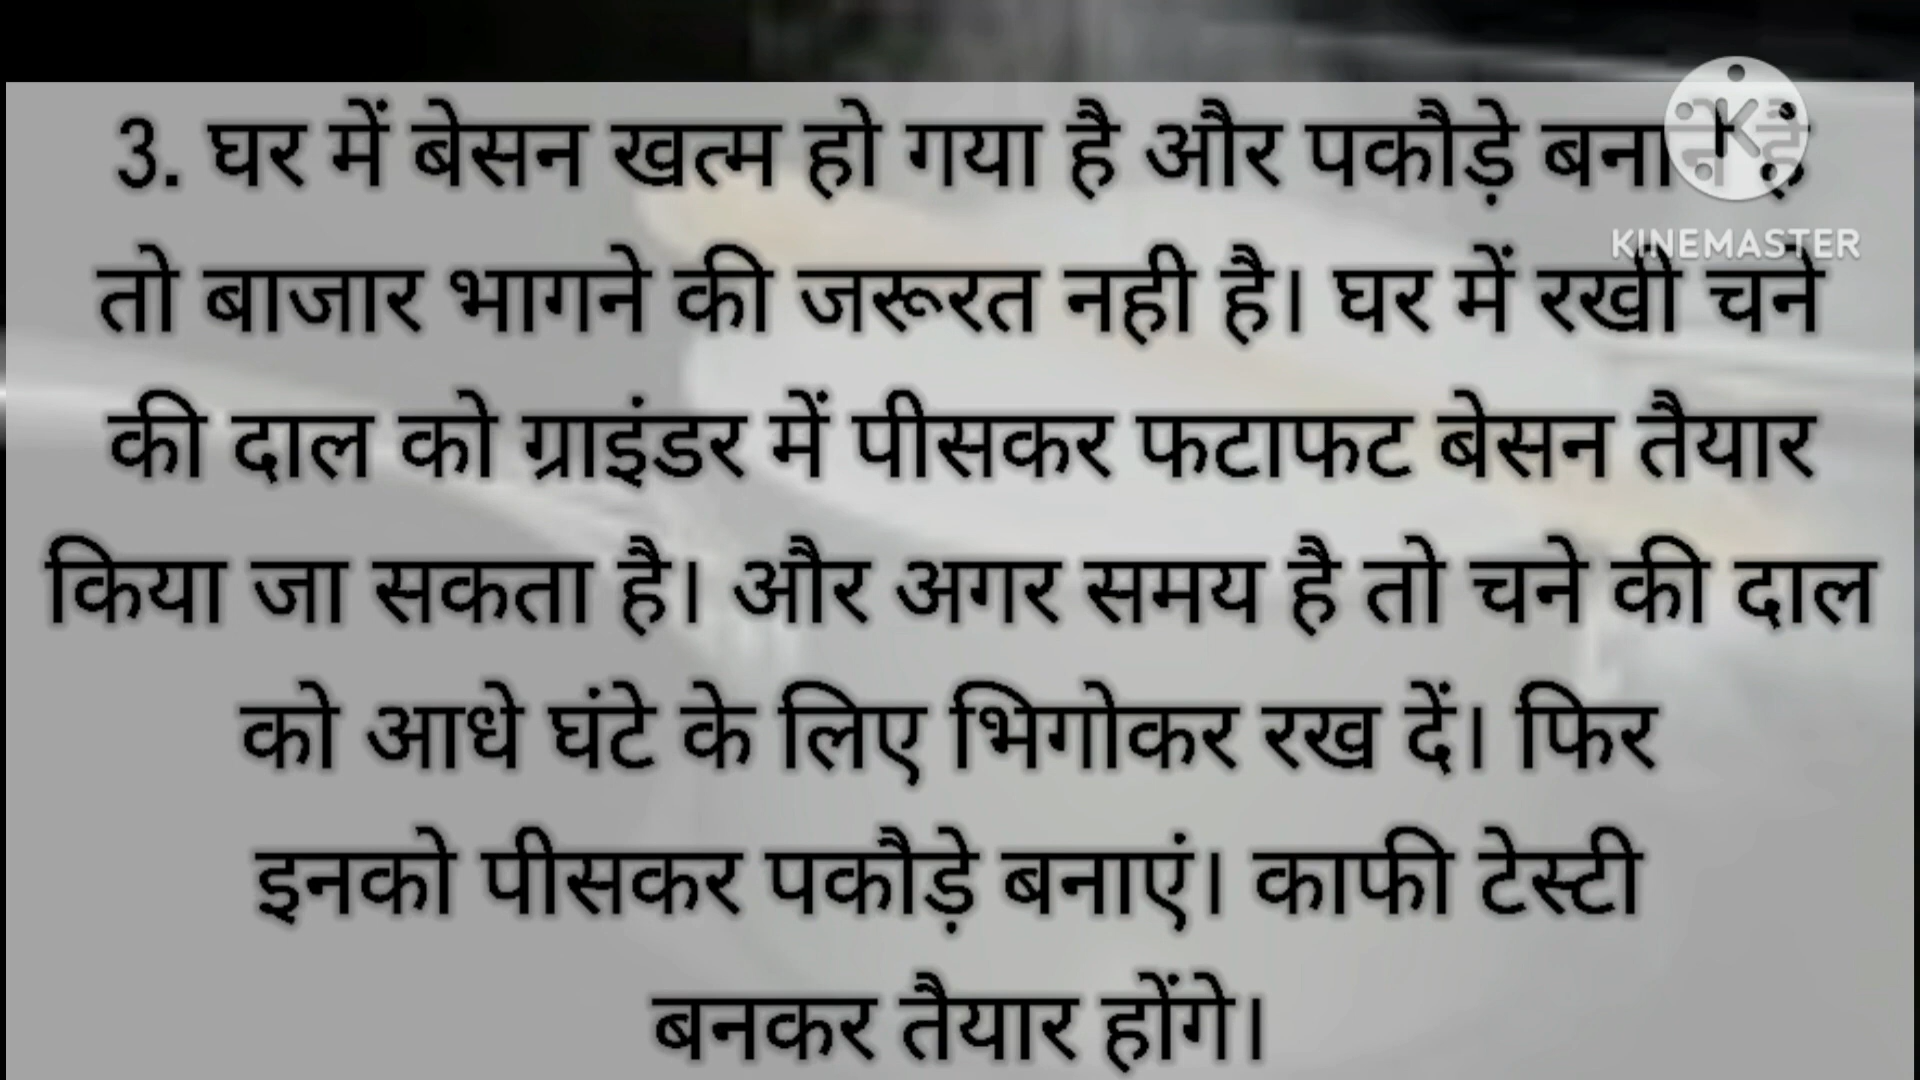 3. घर में बेसन खत्म हो गया है और पकौड़े बनाने है
तो बाजार भागने की जरूरत नही है। घर में रखी चने
की दाल को ग्राइंडर में पीसकर फटाफट बेसन तैयार
किया जा सकता है। और अगर समय है तो चने की दाल
को आधे घंटे के लिए भिगोकर रख दें। फिर
इनको पीसकर पकौड़े बनाएं। काफी टेस्टी
बनकर तैयार होंगे।
K
KINEMASTER